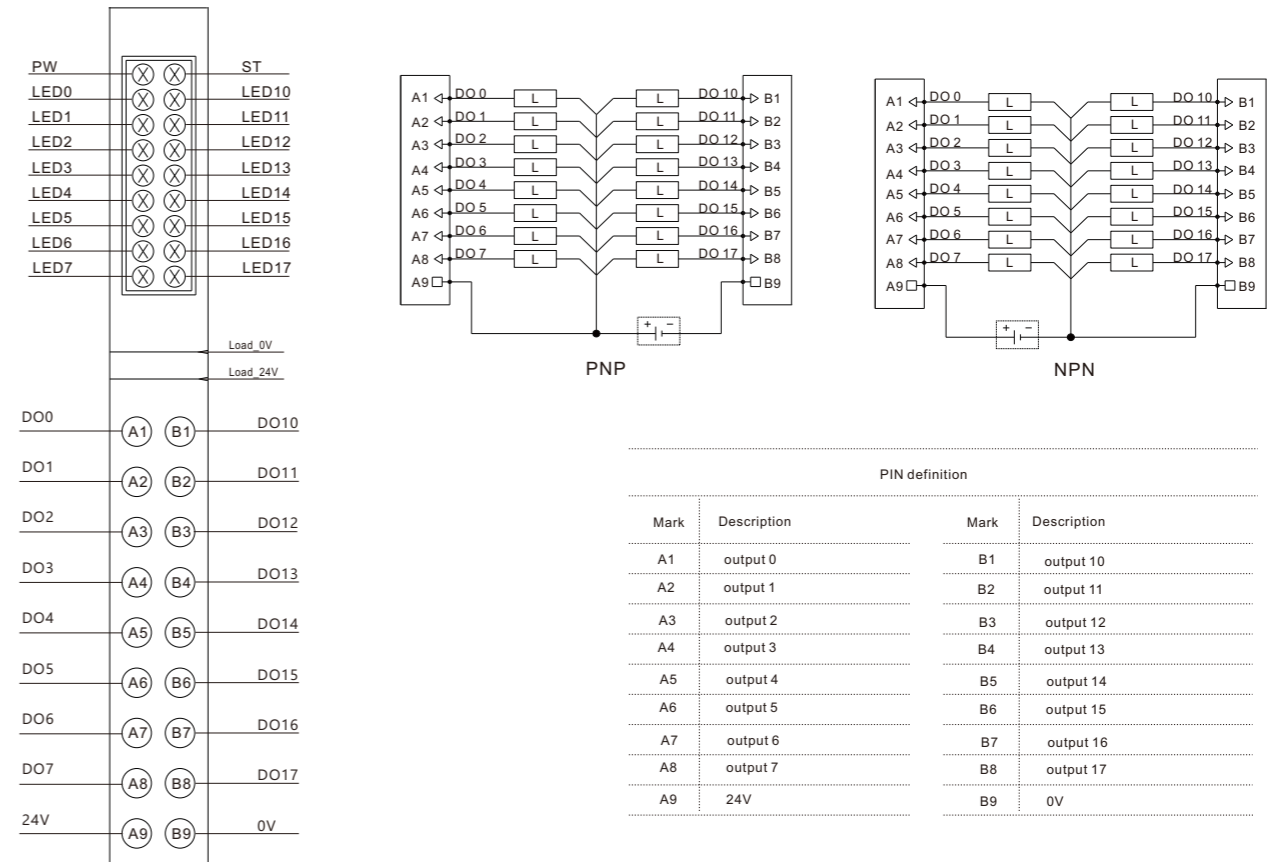 PW ST
LED0 LED10
LED1 LED11
LED2 LED12
LED3 LED13
LED4 LED14
LED5 LED15
LED6 LED16
LED7 LED17
Load_0V
Load_24V
DO0 A1 B1 DO10
DO1 A2 B2 DO11
DO2 A3 B3 DO12
DO3 A4 B4 DO13
DO4 A5 B5 DO14
DO5 A6 B6 DO15
DO6 A7 B7 DO16
DO7 A8 B8 DO17
24V A9 B9 0V
A1 DO 0 L L DO 10 B1
A2 DO 1 L L DO 11 B2
A3 DO 2 L L DO 12 B3
A4 DO 3 L L DO 13 B4
A5 DO 4 L L DO 14 B5
A6 DO 5 L L DO 15 B6
A7 DO 6 L L DO 16 B7
A8 DO 7 L L DO 17 B8
A9 B9
+ −
PNP
A1 DO 0 L L DO 10 B1
A2 DO 1 L L DO 11 B2
A3 DO 2 L L DO 12 B3
A4 DO 3 L L DO 13 B4
A5 DO 4 L L DO 14 B5
A6 DO 5 L L DO 15 B6
A7 DO 6 L L DO 16 B7
A8 DO 7 L L DO 17 B8
A9 B9
+ −
NPN
PIN definition
Mark Description Mark Description
A1 output 0 B1 output 10
A2 output 1 B2 output 11
A3 output 2 B3 output 12
A4 output 3 B4 output 13
A5 output 4 B5 output 14
A6 output 5 B6 output 15
A7 output 6 B7 output 16
A8 output 7 B8 output 17
A9 24V B9 0V